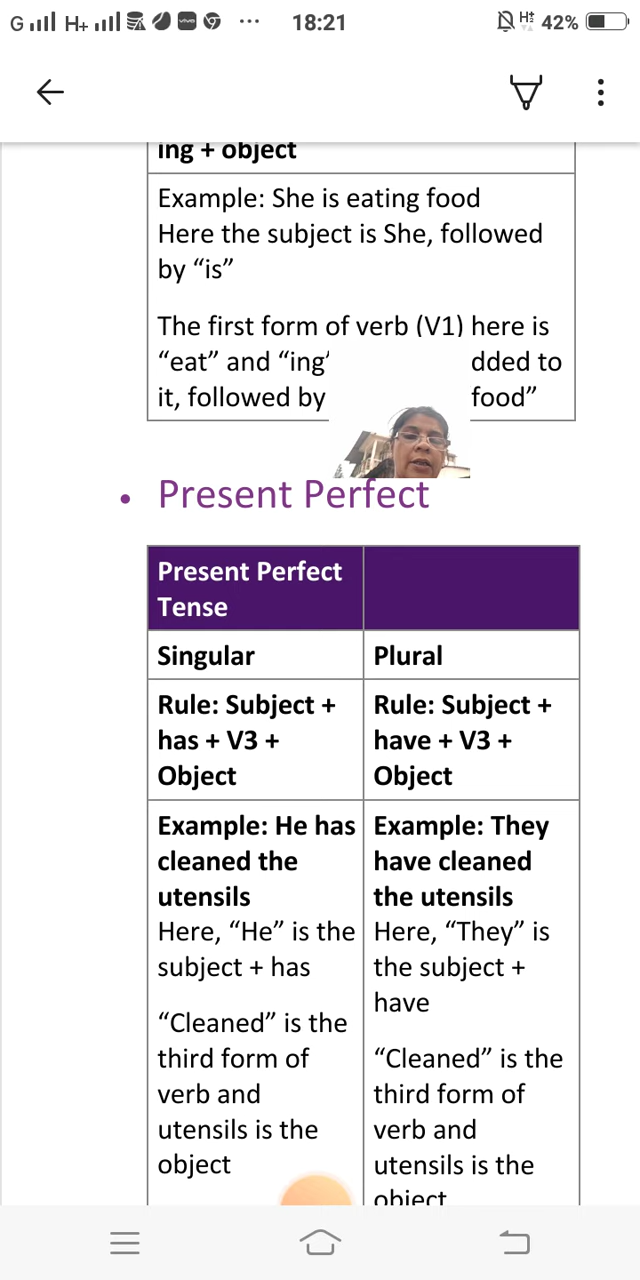 G H+ vivo ... 18:21 H‡ 42%
ing + object
Example: She is eating food
Here the subject is She, followed
by “is”
The first form of verb (V1) here is
“eat” and “ing’ dded to
it, followed by food”
• Present Perfect
Present Perfect
Tense
Singular
Plural
Rule: Subject +
has + V3 +
Object
Rule: Subject +
have + V3 +
Object
Example: He has
cleaned the
utensils
Here, “He” is the
subject + has
“Cleaned” is the
third form of
verb and
utensils is the
object
Example: They
have cleaned
the utensils
Here, “They” is
the subject +
have
“Cleaned” is the
third form of
verb and
utensils is the
object